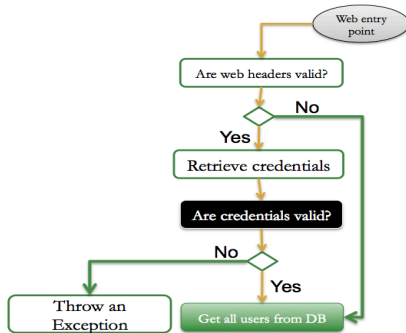 Web entry
point
Are web headers valid?
No
Yes
Retrieve credentials
Are credentials valid?
No
Yes
Throw an
Exception
Get all users from DB